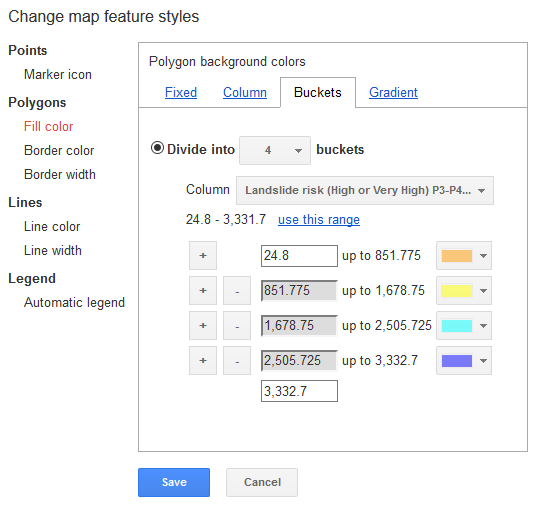 Change map feature styles
Points
Marker icon
Polygons
Fill color
Border color
Border width
Lines
Line color
Line width
Legend
Automatic legend
Polygon background colors
Fixed Column Buckets Gradient
Divide into 4 buckets
Column Landslide risk (High or Very High) P3-P4...
24.8 - 3,331.7 use this range
+ 24.8 up to 851.775
+ - 851.775 up to 1,678.75
+ - 1,678.75 up to 2,505.725
+ - 2,505.725 up to 3,332.7
3,332.7
Save Cancel